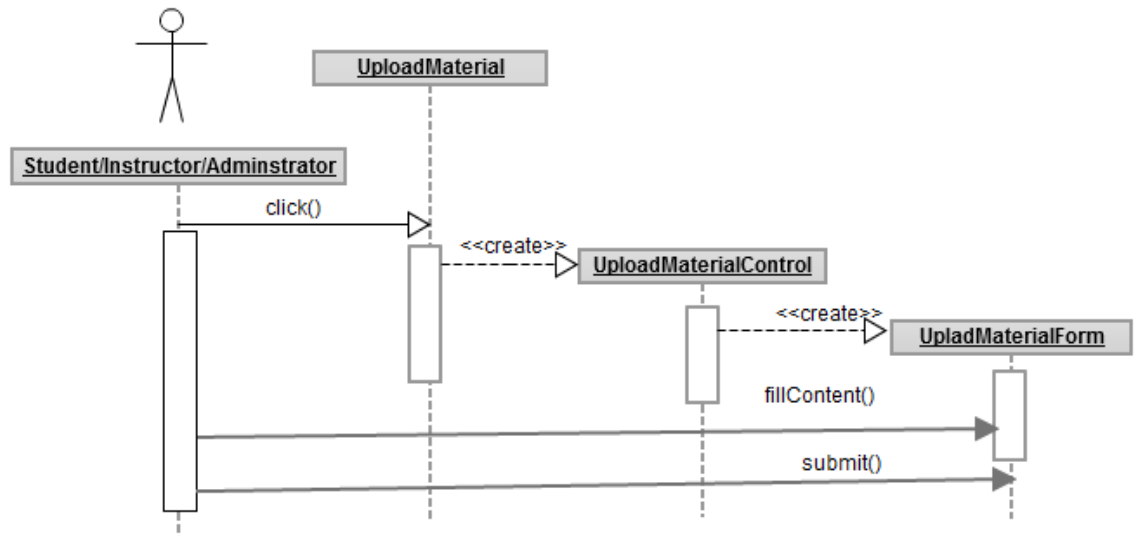 UploadMaterial
Student/Instructor/Adminstrator
click()
<<create>>
UploadMaterialControl
<<create>>
UpladMaterialForm
fillContent()
submit()